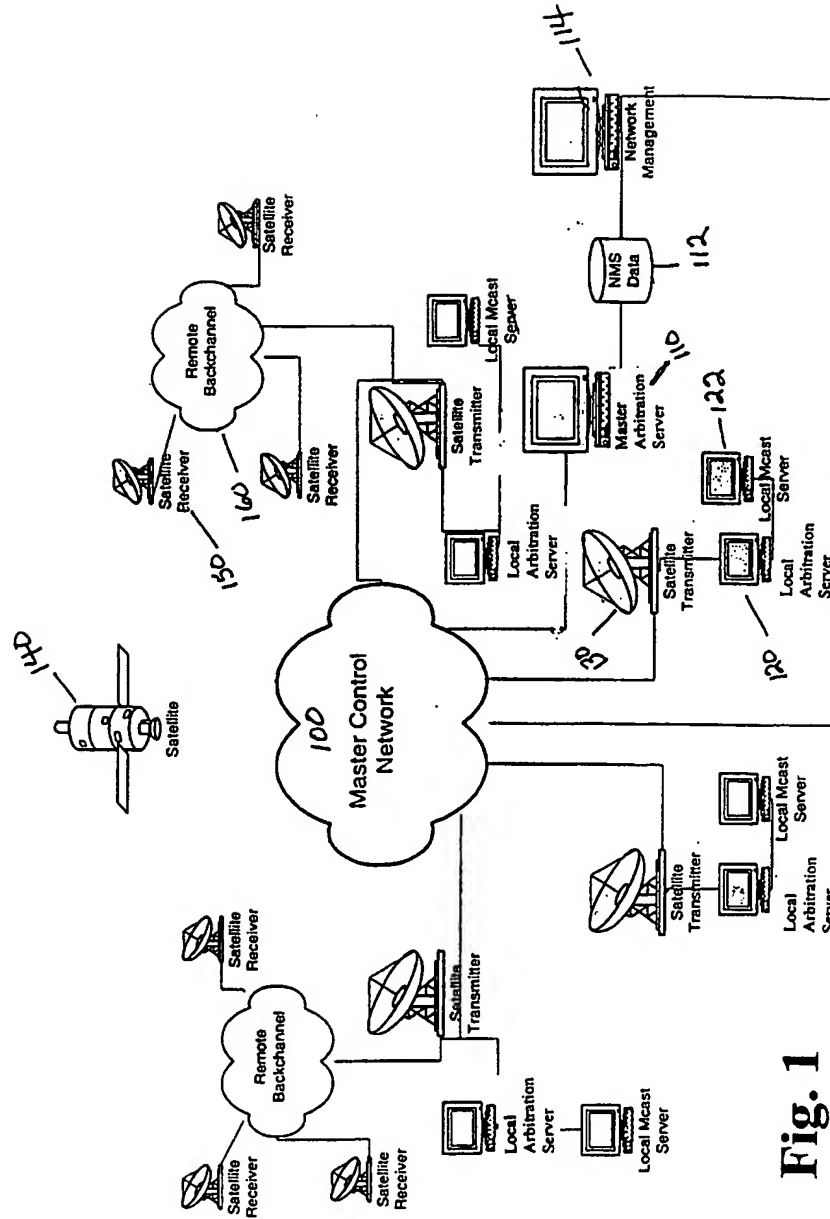 140
Satellite
Satellite
Receiver
Satellite
Receiver
Satellite
Receiver
Remote
Backchannel
Satellite
Transmitter
Local
Arbitration
Server
Local Mcast
Server
100
Master Control
Network
Satellite
Receiver
150
Satellite
Receiver
160
Satellite
Receiver
Remote
Backchannel
Satellite
Transmitter
Local Mcast
Server
Local
Arbitration
Server
Master
Arbitration
Server
110
NMS
Data
112
Network
Management
114
Satellite
Transmitter
Local
Arbitration
Server
120
Local Mcast
Server
122
Satellite
Transmitter
Local
Arbitration
Server
Local Mcast
Server
Fig. 1